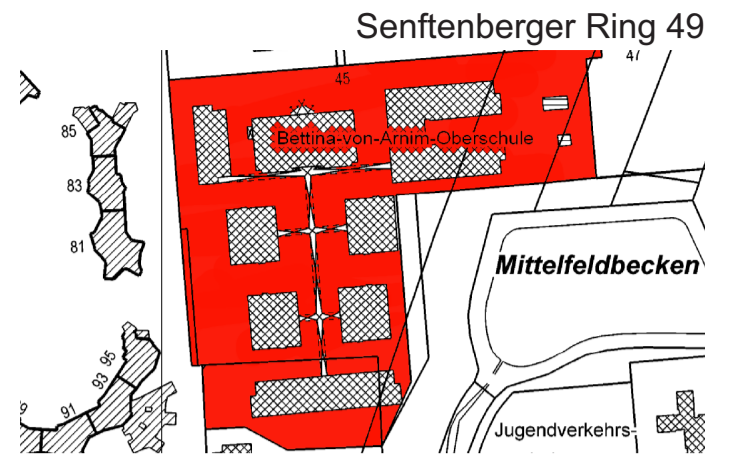 Senftenberger Ring 49
47
45
85
Bettina-von-Arnim-Oberschule
83
81
Mittelfeldbecken
95
93
91
Jugendverkehrs-